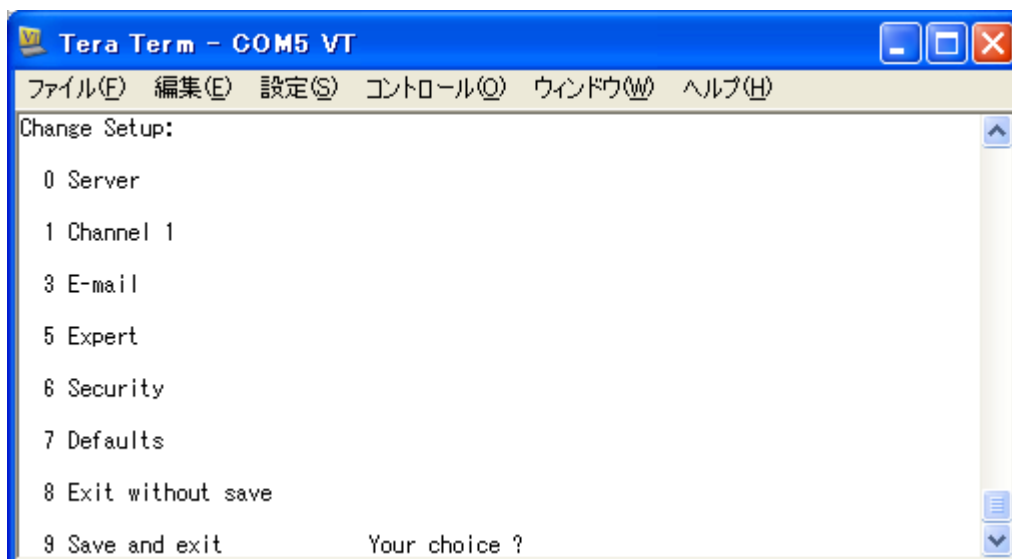 Tera Term - COM5 VT
ファイル(F) 編集(E) 設定(S) コントロール(O) ウィンドウ(W) ヘルプ(H)
Change Setup:
0 Server
1 Channel 1
3 E-mail
5 Expert
6 Security
7 Defaults
8 Exit without save
9 Save and exit Your choice ?